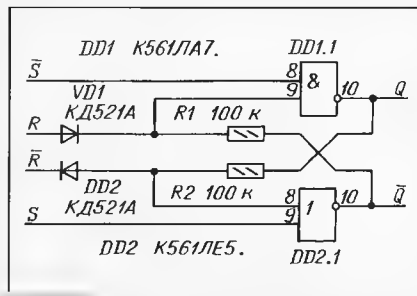 DD1 К561ЛА7. DD1.1
S̅ 8 &
VD1 9 10 Q
КД521А
R R1 100 к
R̅
DD2 R2 100 к
КД521А 8 1 10 Q̅
S 9
DD2 К561ЛЕ5. DD2.1